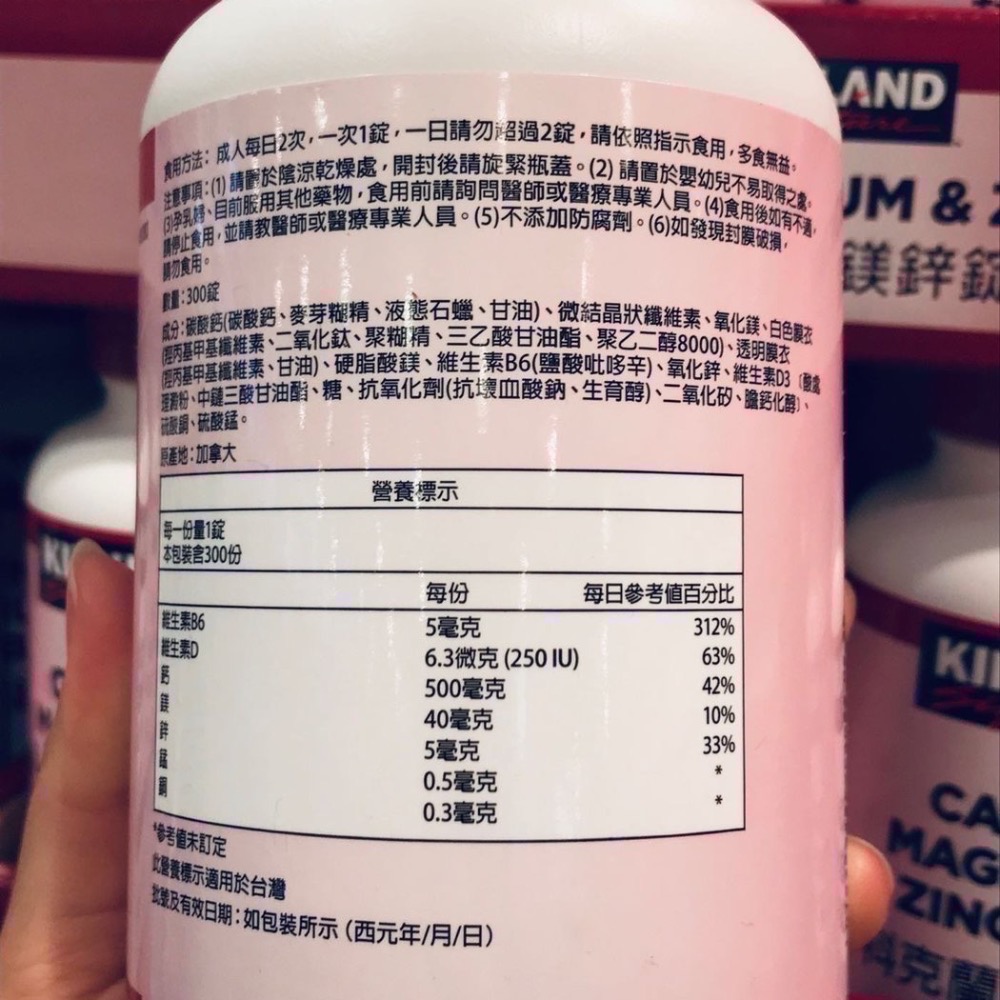 食用方法：成人每日2次，一次1錠，一日請勿超過2錠，請依照指示食用，多食無益。
注意事項：(1) 請置於陰涼乾燥處，開封後請旋緊瓶蓋。(2) 請置於嬰幼兒不易取得之處。
(3)孕乳婦、目前服用其他藥物，食用前請詢問醫師或醫療專業人員。(4)食用後如有不適，
請停止食用，並請教醫師或醫療專業人員。(5)不添加防腐劑。(6)如發現封膜破損，
請勿食用。
數量：300錠
成分：碳酸鈣(碳酸鈣、麥芽糊精、液態石蠟、甘油)、微結晶狀纖維素、氧化鎂、白色膜衣
(羥丙基甲基纖維素、二氧化鈦、聚糊精、三乙酸甘油酯、聚乙二醇8000)、透明膜衣
(羥丙基甲基纖維素、甘油)、硬脂酸鎂、維生素B6(鹽酸吡哆辛)、氧化鋅、維生素D3〔酸處
理澱粉、中鏈三酸甘油酯、糖、抗氧化劑(抗壞血酸鈉、生育醇)、二氧化矽、膽鈣化醇〕、
硫酸銅、硫酸錳。
原產地：加拿大
營養標示
每一份量1錠
本包裝含300份
每份 每日參考值百分比
維生素B6 5毫克 312%
維生素D 6.3微克 (250 IU) 63%
鈣 500毫克 42%
鎂 40毫克 10%
鋅 5毫克 33%
錳 0.5毫克 *
銅 0.3毫克 *
*參考值未訂定
此營養標示適用於台灣
批號及有效日期：如包裝所示 (西元年/月/日)
LAND
UM &
鎂鋅錠
KI
CA
MAG
ZINC
科克蘭